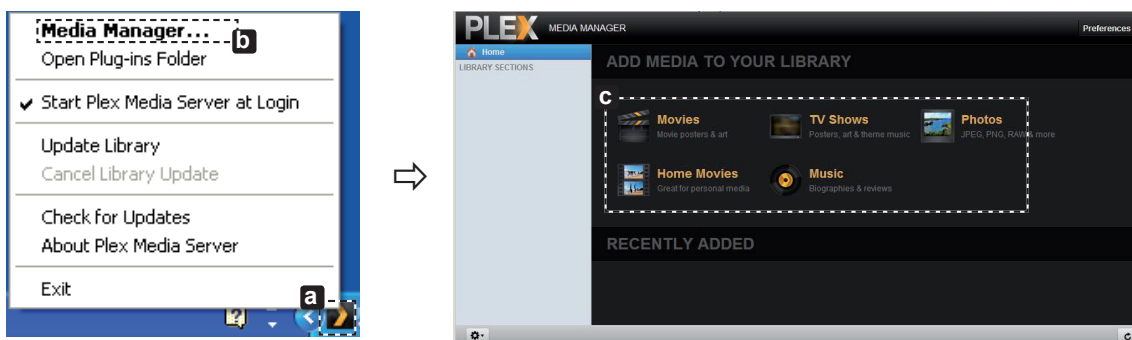 Media Manager...
b
Open Plug-ins Folder
Start Plex Media Server at Login
Update Library
Cancel Library Update
Check for Updates
About Plex Media Server
Exit
a
PLEX MEDIA MANAGER
Preferences
Home
LIBRARY SECTIONS
ADD MEDIA TO YOUR LIBRARY
c
Movies
Movie posters & art
TV Shows
Posters, art & theme music
Photos
JPEG, PNG, RAW & more
Home Movies
Great for personal media
Music
Biographies & reviews
RECENTLY ADDED